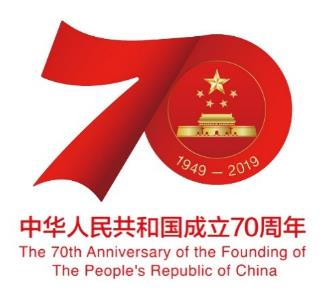 70
1949 – 2019
中华人民共和国成立70周年
The 70th Anniversary of the Founding of
The People's Republic of China